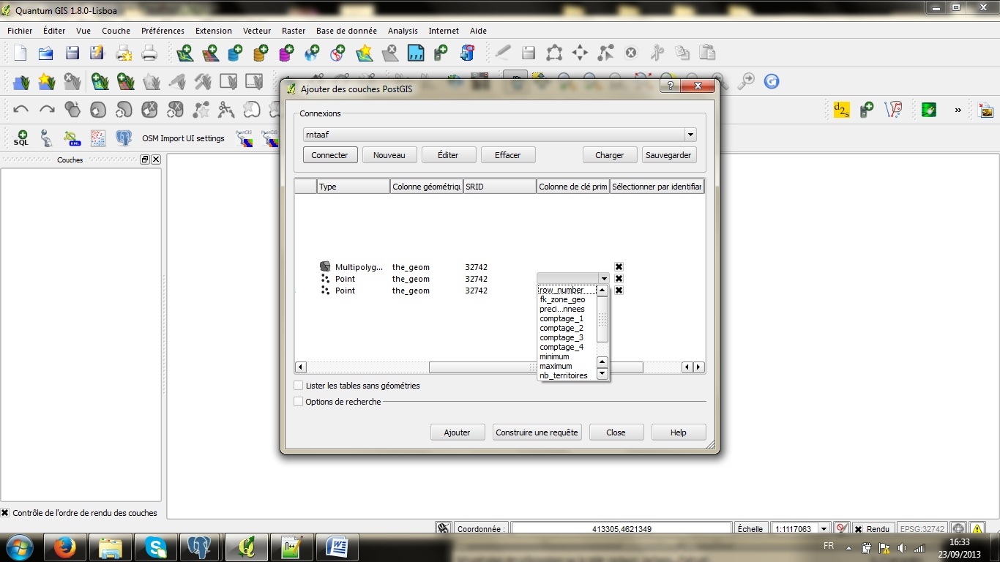 Quantum GIS 1.8.0-Lisboa
Fichier Éditer Vue Couche Préférences Extension Vecteur Raster Base de donnée Analysis Internet Aide
d2s
SQL KML OSM Import UI settings PostGIS PostGIS
Couches
Ajouter des couches PostGIS
Connexions
rntaaf
Connecter Nouveau Éditer Effacer Charger Sauvegarder
Type Colonne géométriqu SRID Colonne de clé prim Sélectionner par identifian
Multipolyg... the_geom 32742
Point the_geom 32742
Point the_geom 32742
row_number
fk_zone_geo
preci...nnees
comptage_1
comptage_2
comptage_3
comptage_4
minimum
maximum
nb_territoires
Lister les tables sans géométries
Options de recherche
Ajouter Construire une requête Close Help
Contrôle de l'ordre de rendu des couches
Coordonnée : 413305,4621349 Échelle 1:1117063 Rendu EPSG:32742
FR 16:33
23/09/2013